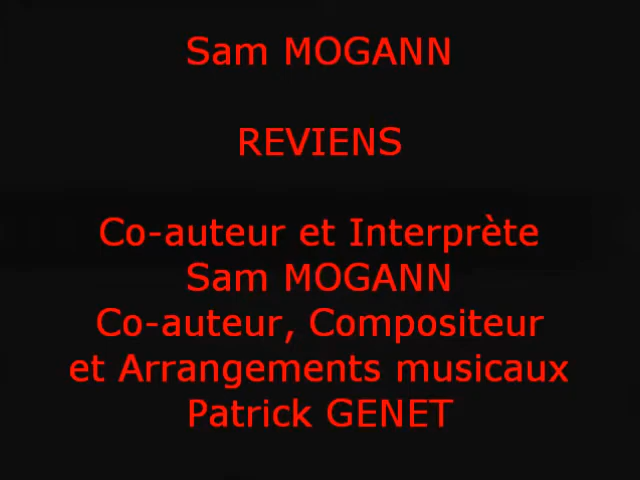 Sam MOGANN
REVIENS
Co-auteur et Interprète
Sam MOGANN
Co-auteur, Compositeur
et Arrangements musicaux
Patrick GENET